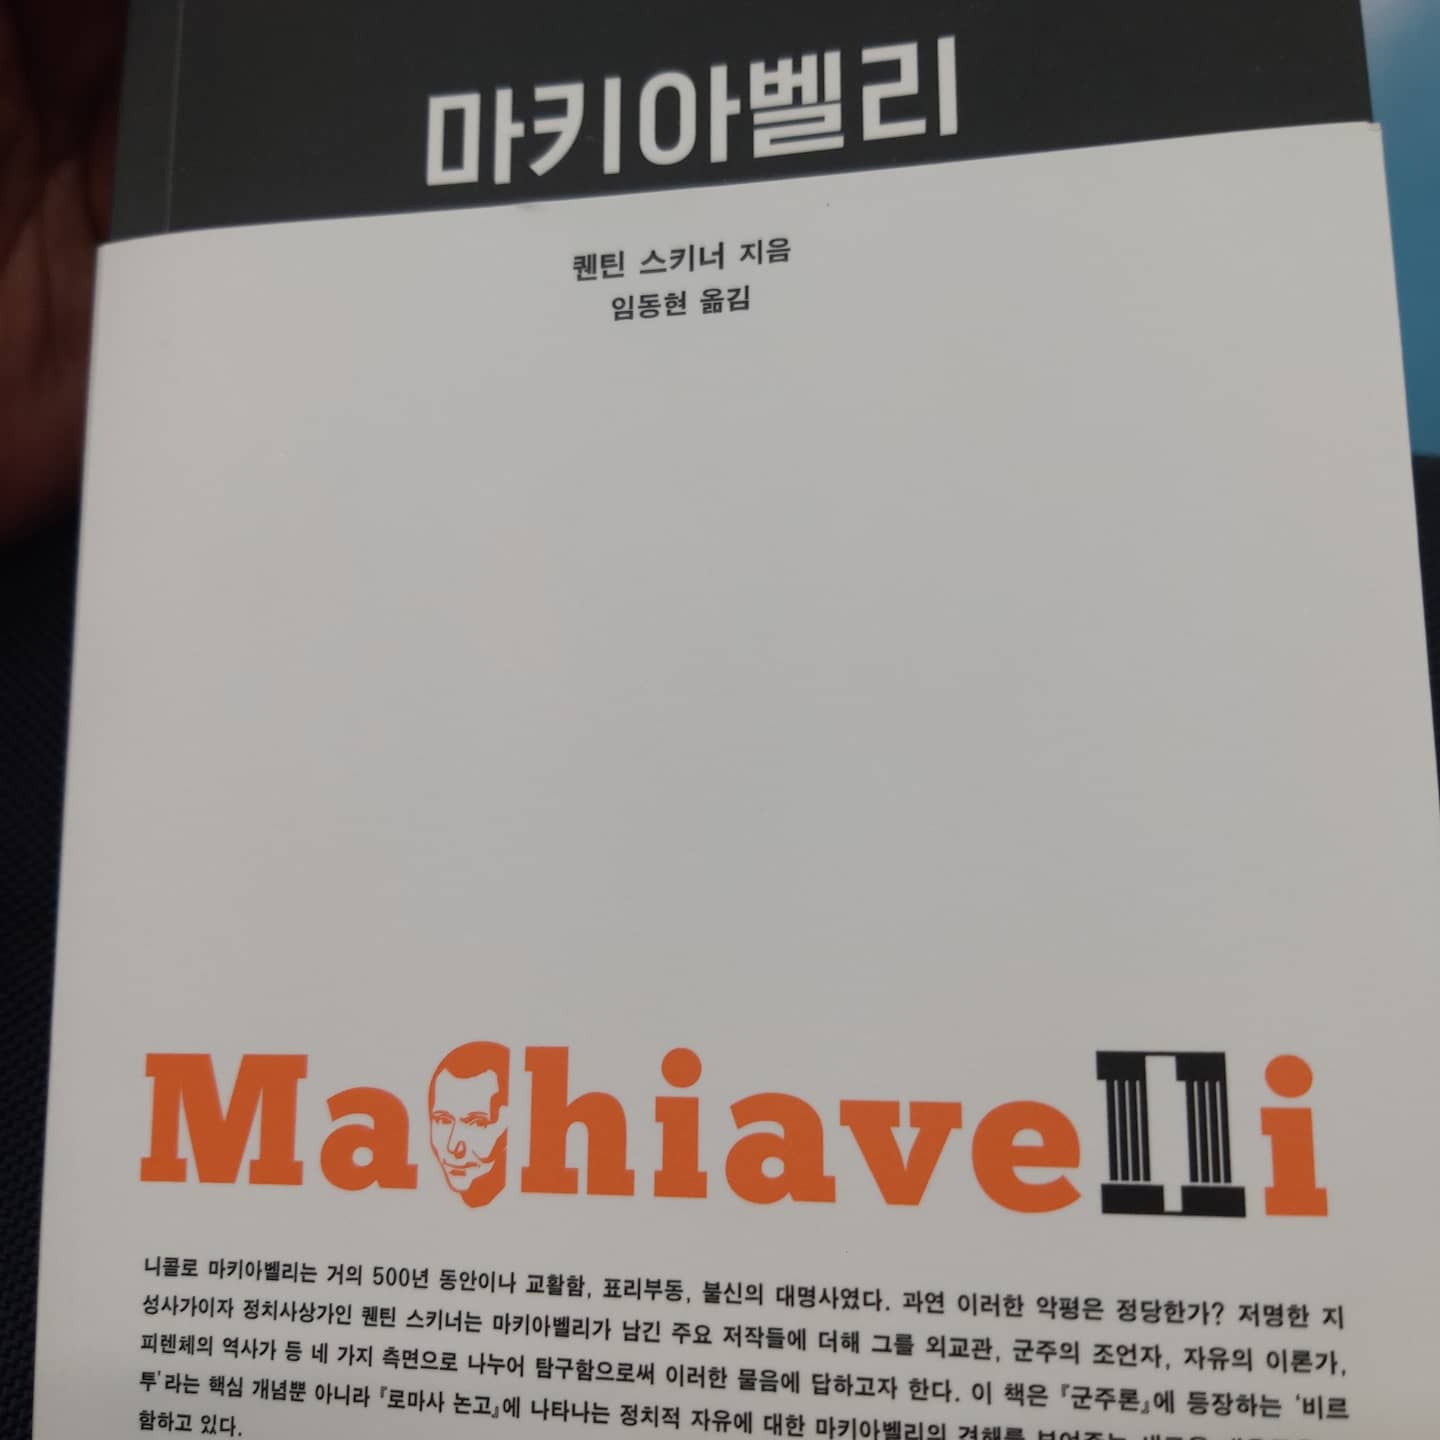 마키아벨리
퀜틴 스키너 지음
임동현 옮김
Machiavelli
니콜로 마키아벨리는 거의 500년 동안이나 교활함, 표리부동, 불신의 대명사였다. 과연 이러한 악평은 정당한가? 저명한 지
성사가이자 정치사상가인 퀜틴 스키너는 마키아벨리가 남긴 주요 저작들에 더해 그를 외교관, 군주의 조언자, 자유의 이론가,
피렌체의 역사가 등 네 가지 측면으로 나누어 탐구함으로써 이러한 물음에 답하고자 한다. 이 책은 『군주론』에 등장하는 ‘비르
투’라는 핵심 개념뿐 아니라 『로마사 논고』에 나타나는 정치적 자유에 대한 마키아벨리의 견해를 보여주는
함하고 있다.